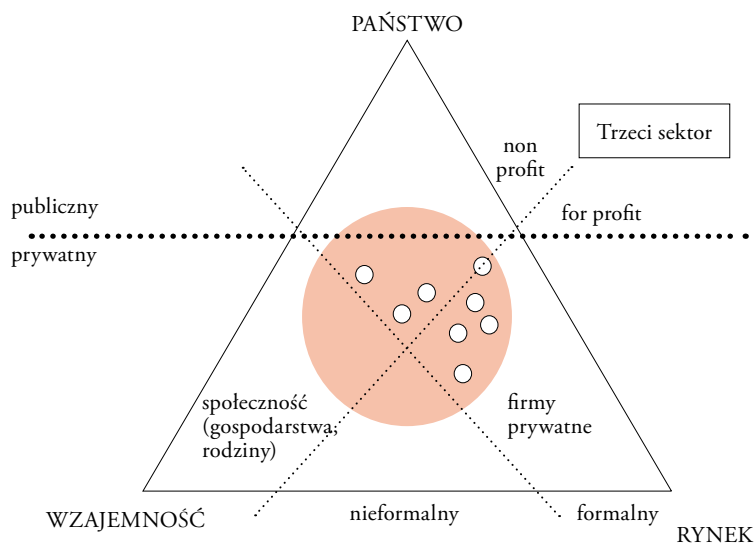 PAŃSTWO
Trzeci sektor
non
profit
publiczny
for profit
prywatny
społeczność
(gospodarstwa,
rodziny)
firmy
prywatne
WZAJEMNOŚĆ
nieformalny
formalny
RYNEK